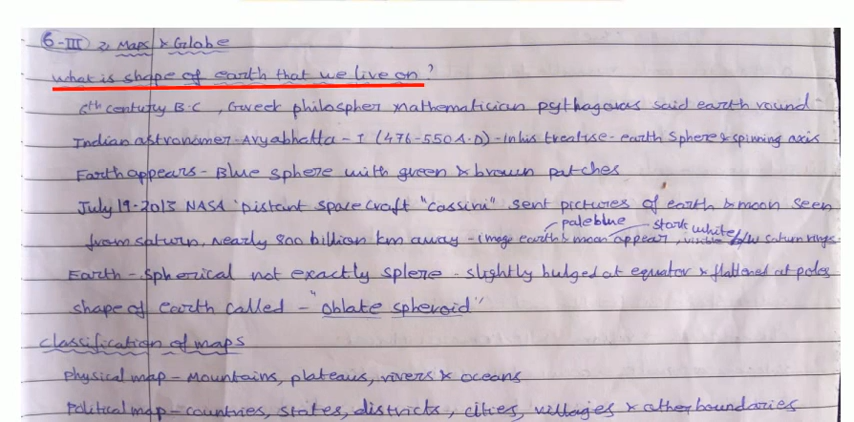 6-III 2, Maps & Globe
What is shape of earth that we live on?
6th century B.C, Greek philospher mathematician pythagoras said earth round
Indian astronomer - Aryabhatta - I (476-550 A.D) - In his treatise - earth Sphere & spinning axis
Earth appears - Blue sphere with green & brown patches
July 19-2013 NASA 'Distant Space Craft "Cassini" sent pictures of earth & moon seen
paleblue stark white
from saturn, nearly 800 billion km away - image earth & moon appear, visible b/w saturn rings
Earth - Spherical not exactly splere - slightly bulged at equator & flattened at poles
shape of earth called - "oblate spheroid"
classification of maps
Physical map - Mountains, plateaus, rivers & oceans
Political map - countries, states, districts, cities, villages & other boundaries